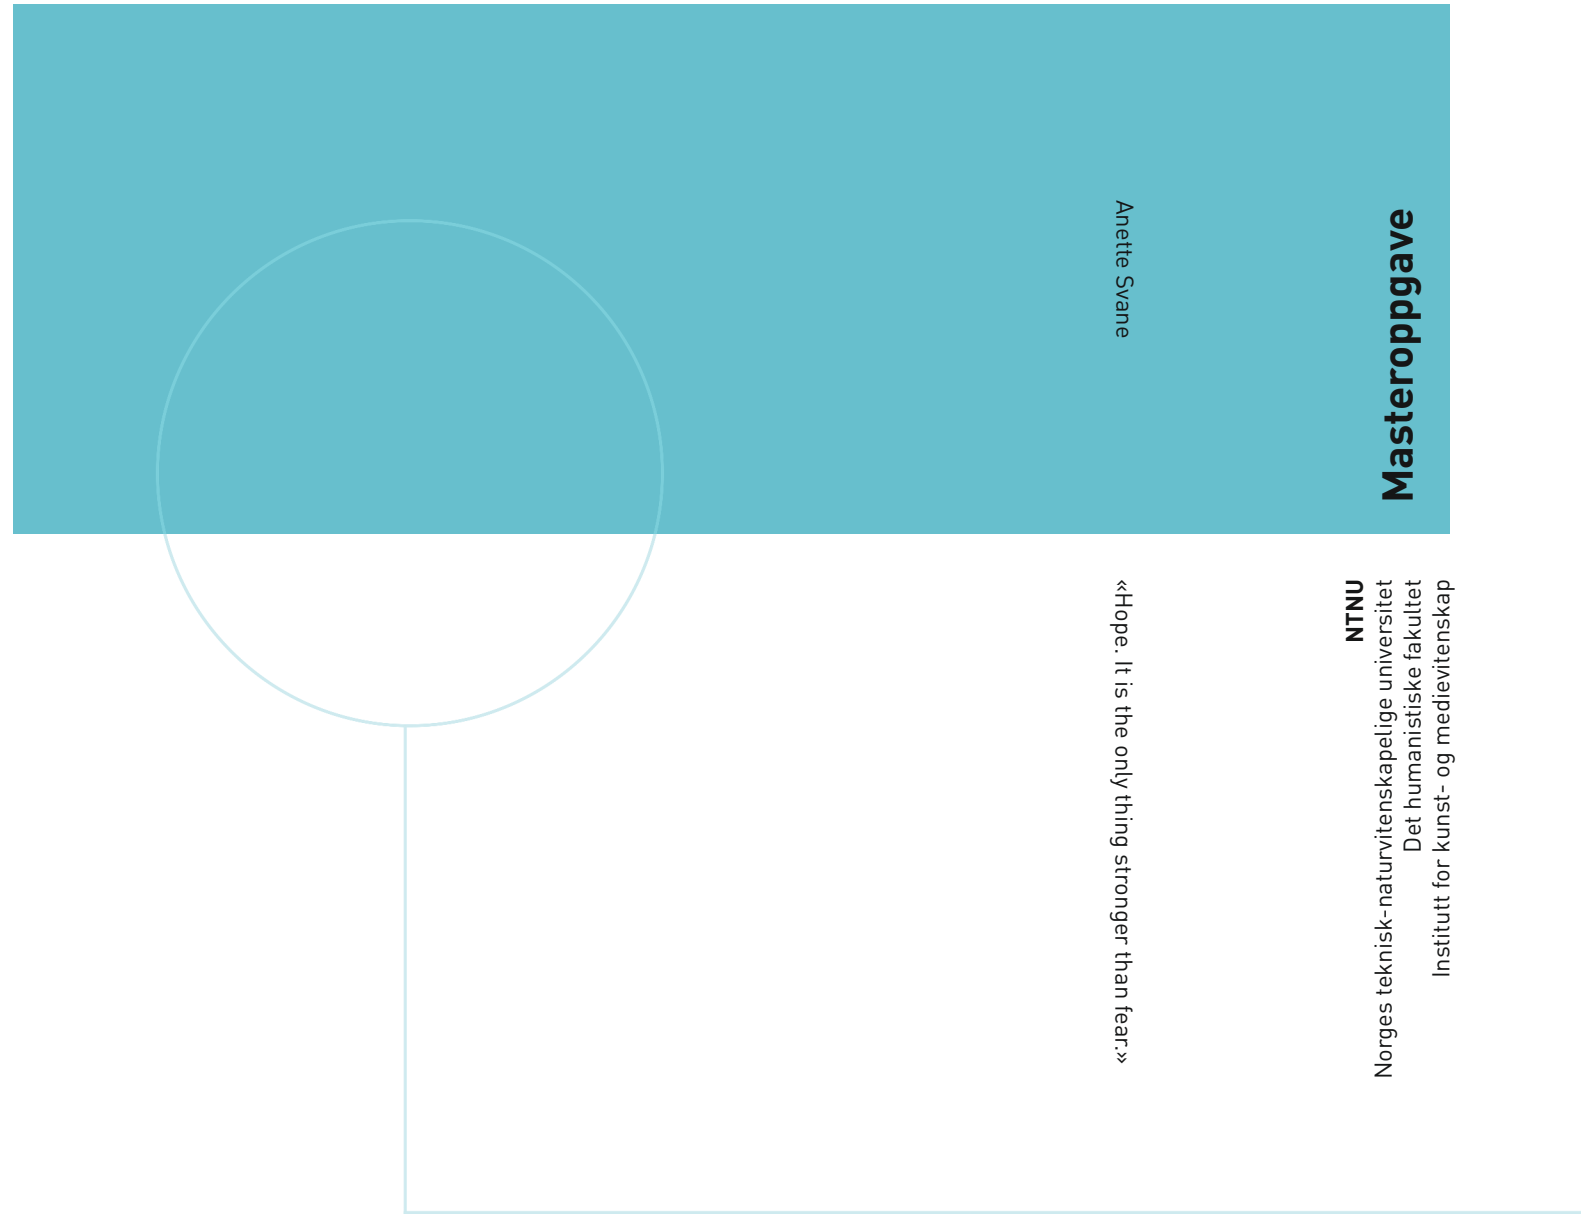 Anette Svane
«Hope. It is the only thing stronger than fear.»
Masteroppgave
NTNU
Norges teknisk-naturvitenskapelige universitet
Det humanistiske fakultet
Institutt for kunst- og medievitenskap